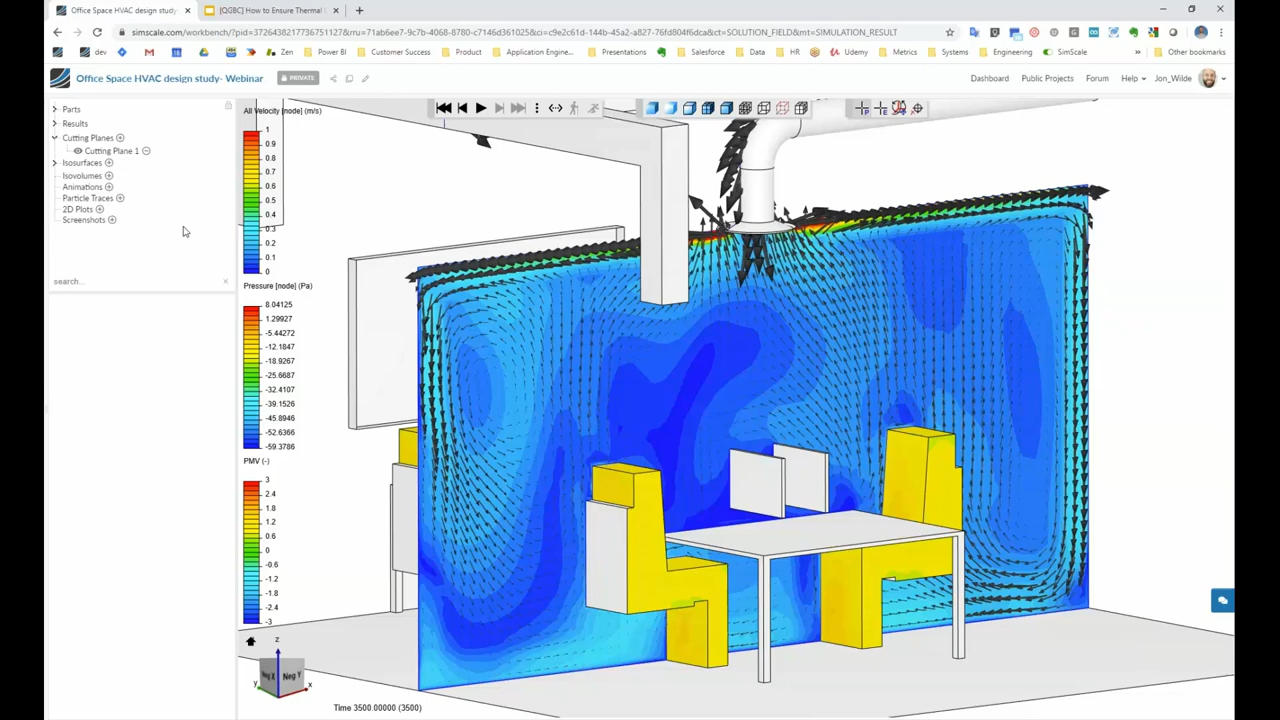 Office Space HVAC design study
[QGBC] How to Ensure Thermal
simscale.com/workbench/?pid=3726438217736751127&rru=71ab6ee7-9c7b-4068-8780-c7146d351025&ci=c9e2c61d-144b-45a2-a827-76fd804f6dca&ct=SOLUTION_FIELD&mt=SIMULATION_RESULT
dev Zen Power BI Customer Success Product Application Engine... Presentations Salesforce Data HR Udemy Metrics Systems Engineering SimScale » Other bookmarks
Office Space HVAC design study- Webinar PRIVATE Dashboard Public Projects Forum Help Jon_Wilde
Parts
Results
Cutting Planes
Cutting Plane 1
Isosurfaces
Isovolumes
Animations
Particle Traces
2D Plots
Screenshots
search...
All Velocity [node] (m/s)
1
0.9
0.8
0.7
0.6
0.5
0.4
0.3
0.2
0.1
0
Pressure [node] (Pa)
8.04125
1.29927
-5.44272
-12.1847
-18.9267
-25.6687
-32.4107
-39.1526
-45.8946
-52.6366
-59.3786
PMV (-)
3
2.4
1.8
1.2
0.6
0
-0.6
-1.2
-1.8
-2.4
-3
z
Neg X Neg Y
y x
Time 3500.00000 (3500)